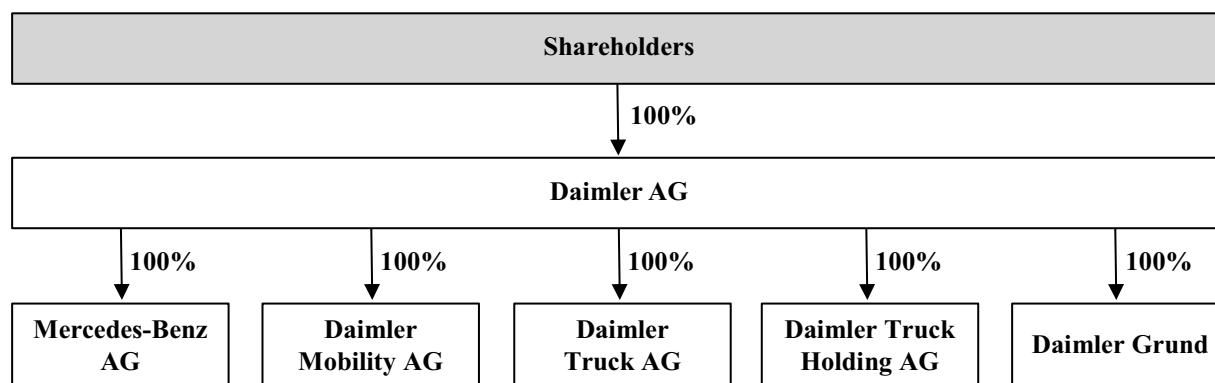 Shareholders
100%
Daimler AG
100%
100%
100%
100%
100%
Mercedes-Benz
AG
Daimler
Mobility AG
Daimler
Truck AG
Daimler Truck
Holding AG
Daimler Grund